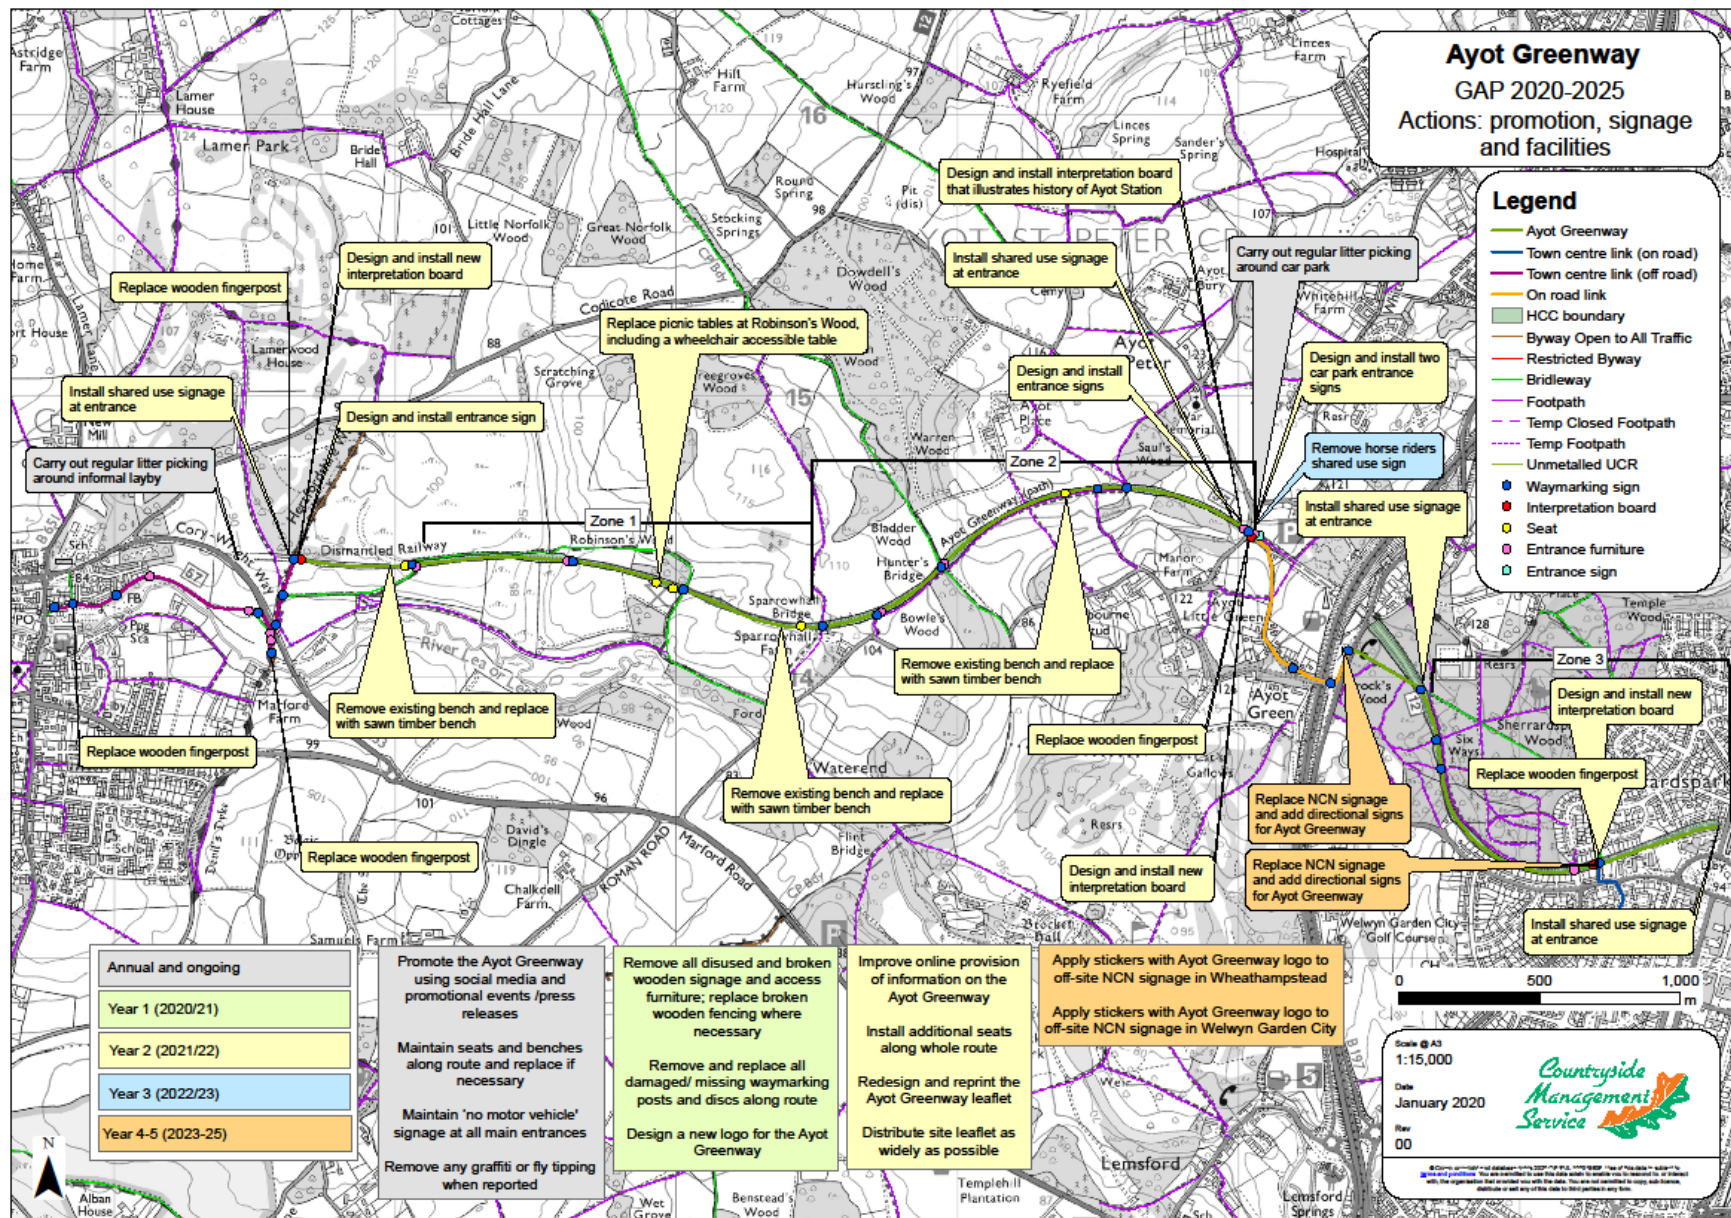 Ayot Greenway
GAP 2020-2025
Actions: promotion, signage
and facilities
Legend
Ayot Greenway
Town centre link (on road)
Town centre link (off road)
On road link
HCC boundary
Byway Open to All Traffic
Restricted Byway
Bridleway
Footpath
Temp Closed Footpath
Temp Footpath
Unmetalled UCR
Waymarking sign
Interpretation board
Seat
Entrance furniture
Entrance sign
Design and install interpretation board
that illustrates history of Ayot Station
Carry out regular litter picking
around car park
Install shared use signage
at entrance
Design and install new
interpretation board
Replace wooden fingerpost
Replace picnic tables at Robinson's Wood,
including a wheelchair accessible table
Design and install
entrance signs
Design and install two
car park entrance
signs
Install shared use signage
at entrance
Design and install entrance sign
Carry out regular litter picking
around informal layby
Remove horse riders
shared use sign
Install shared use signage
at entrance
Zone 1
Zone 2
Zone 3
Remove existing bench and replace
with sawn timber bench
Remove existing bench and replace
with sawn timber bench
Remove existing bench and replace
with sawn timber bench
Replace wooden fingerpost
Replace wooden fingerpost
Replace wooden fingerpost
Design and install new
interpretation board
Design and install new
interpretation board
Replace wooden fingerpost
Replace NCN signage
and add directional signs
for Ayot Greenway
Replace NCN signage
and add directional signs
for Ayot Greenway
Install shared use signage
at entrance
Lamer
House
Lamer Park
Bride
Hall
Bride Hall Lane
Hill
Farm
Hurstling's
Wood
Ryefield
Farm
Linces
Farm
Linces
Spring
Sander's
Spring
Hospital
Round
Spring
Pit
(dis)
Little Norfolk
Wood
Great Norfolk
Wood
Stocking
Springs
Dowdell's
Wood
Codicote Road
Lamerwood
House
Scratching
Grove
Warren
Wood
Ayot
Place
Whitehill
Farm
Cory-Wright Way
Dismantled Railway
Robinson's Wood
Bladder
Wood
Hunter's
Bridge
Ayot Greenway (path)
Bowle's
Wood
Sparrowhall
Bridge
Sparrowhall
Farm
Manor
Farm
Ayot
Little Green
Ayot
Green
Marford
Farm
River Lea or
Ford
Waterend
David's
Dingle
Chalkdell
Farm
ROMAN ROAD
Marford Road
Flint
Bridge
Brocket
Hall
Six
Ways
Sherrards
Wood
Temple
Wood
Welwyn Garden City
Golf Course
Samuels Farm
Devil's Dyke
Lemsford
Lemsford
Springs
Templehill
Plantation
Benstead's
Wood
Alban
House
Annual and ongoing
Year 1 (2020/21)
Year 2 (2021/22)
Year 3 (2022/23)
Year 4-5 (2023-25)
Promote the Ayot Greenway
using social media and
promotional events /press
releases
Maintain seats and benches
along route and replace if
necessary
Maintain 'no motor vehicle'
signage at all main entrances
Remove any graffiti or fly tipping
when reported
Remove all disused and broken
wooden signage and access
furniture; replace broken
wooden fencing where
necessary
Remove and replace all
damaged/ missing waymarking
posts and discs along route
Design a new logo for the Ayot
Greenway
Improve online provision
of information on the
Ayot Greenway
Install additional seats
along whole route
Redesign and reprint the
Ayot Greenway leaflet
Distribute site leaflet as
widely as possible
Apply stickers with Ayot Greenway logo to
off-site NCN signage in Wheathampstead
Apply stickers with Ayot Greenway logo to
off-site NCN signage in Welwyn Garden City
0 500 1,000
m
Scale @ A3
1:15,000
Date
January 2020
Rev
00
Countryside
Management
Service
N